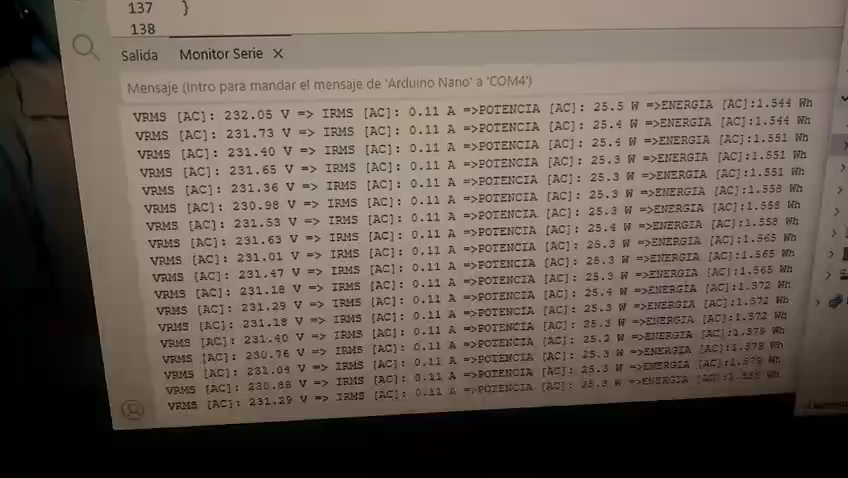 137 }
138
Salida Monitor Serie ×
Mensaje (Intro para mandar el mensaje de 'Arduino Nano' a 'COM4')
VRMS [AC]: 232.05 V => IRMS [AC]: 0.11 A =>POTENCIA [AC]: 25.5 W =>ENERGIA [AC]:1.544 Wh
VRMS [AC]: 231.73 V => IRMS [AC]: 0.11 A =>POTENCIA [AC]: 25.4 W =>ENERGIA [AC]:1.544 Wh
VRMS [AC]: 231.40 V => IRMS [AC]: 0.11 A =>POTENCIA [AC]: 25.4 W =>ENERGIA [AC]:1.551 Wh
VRMS [AC]: 231.65 V => IRMS [AC]: 0.11 A =>POTENCIA [AC]: 25.3 W =>ENERGIA [AC]:1.551 Wh
VRMS [AC]: 231.36 V => IRMS [AC]: 0.11 A =>POTENCIA [AC]: 25.3 W =>ENERGIA [AC]:1.551 Wh
VRMS [AC]: 230.98 V => IRMS [AC]: 0.11 A =>POTENCIA [AC]: 25.3 W =>ENERGIA [AC]:1.558 Wh
VRMS [AC]: 231.53 V => IRMS [AC]: 0.11 A =>POTENCIA [AC]: 25.3 W =>ENERGIA [AC]:1.558 Wh
VRMS [AC]: 231.63 V => IRMS [AC]: 0.11 A =>POTENCIA [AC]: 25.4 W =>ENERGIA [AC]:1.558 Wh
VRMS [AC]: 231.01 V => IRMS [AC]: 0.11 A =>POTENCIA [AC]: 25.3 W =>ENERGIA [AC]:1.565 Wh
VRMS [AC]: 231.47 V => IRMS [AC]: 0.11 A =>POTENCIA [AC]: 25.3 W =>ENERGIA [AC]:1.565 Wh
VRMS [AC]: 231.18 V => IRMS [AC]: 0.11 A =>POTENCIA [AC]: 25.3 W =>ENERGIA [AC]:1.565 Wh
VRMS [AC]: 231.29 V => IRMS [AC]: 0.11 A =>POTENCIA [AC]: 25.4 W =>ENERGIA [AC]:1.572 Wh
VRMS [AC]: 231.18 V => IRMS [AC]: 0.11 A =>POTENCIA [AC]: 25.3 W =>ENERGIA [AC]:1.572 Wh
VRMS [AC]: 231.40 V => IRMS [AC]: 0.11 A =>POTENCIA [AC]: 25.3 W =>ENERGIA [AC]:1.572 Wh
VRMS [AC]: 230.76 V => IRMS [AC]: 0.11 A =>POTENCIA [AC]: 25.2 W =>ENERGIA [AC]:1.579 Wh
VRMS [AC]: 231.04 V => IRMS [AC]: 0.11 A =>POTENCIA [AC]: 25.3 W =>ENERGIA [AC]:1.579 Wh
VRMS [AC]: 230.88 V => IRMS [AC]: 0.11 A =>POTENCIA [AC]: 25.3 W =>ENERGIA [AC]:1.579 Wh
VRMS [AC]: 231.29 V => IRMS [AC]: 0.11 A =>POTENCIA [AC]: 25.3 W =>ENERGIA Wh